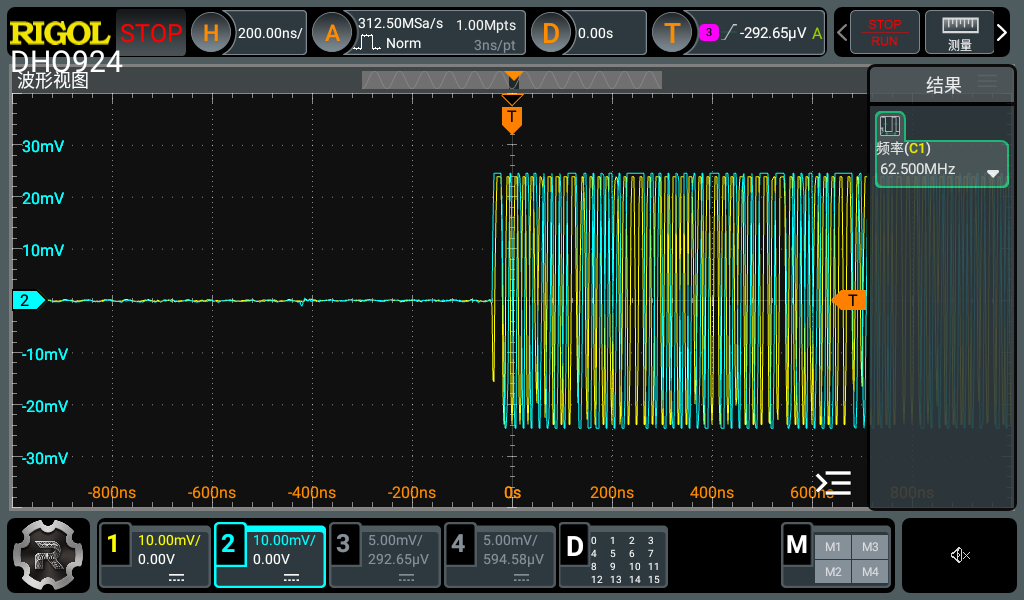 RIGOL STOP H 200.00ns/ A 312.50MSa/s 1.00Mpts D 0.00s T 3 -292.65μV A STOP
Norm 3ns/pt RUN 测量
DHO924
波形视图 结果
T
30mV 频率(C1)
62.500MHz
20mV
10mV
2 T
-10mV
-20mV
-30mV
-800ns -600ns -400ns -200ns 0s 200ns 400ns 600ns 800ns
1 10.00mV/ 2 10.00mV/ 3 5.00mV/ 4 5.00mV/ D 0 1 2 3 M M1 M3
0.00V 0.00V 292.65μV 594.58μV 4 5 6 7 M2 M4
8 9 10 11
12 13 14 15
R